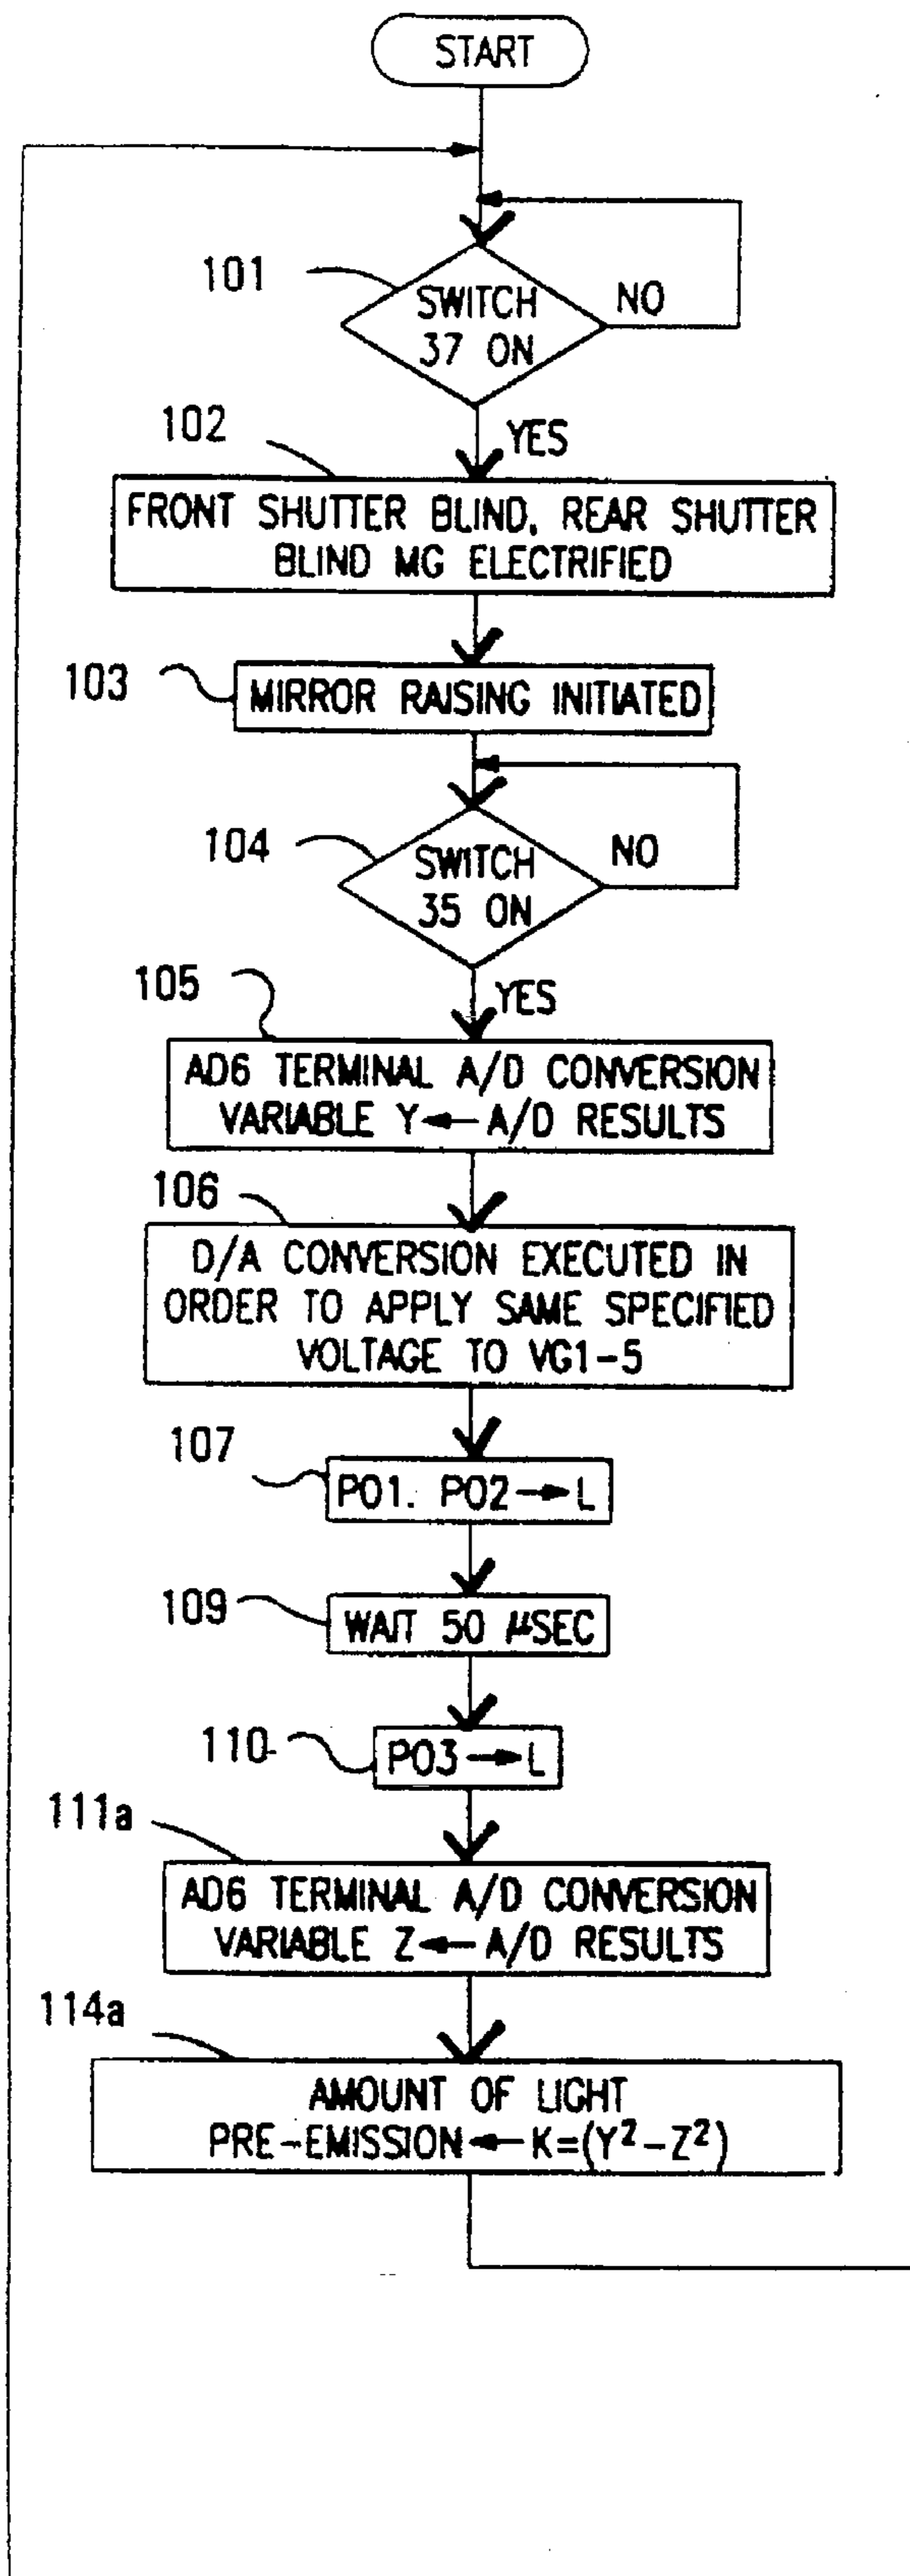 START
101
SWITCH
37 ON
NO
YES
102
FRONT SHUTTER BLIND, REAR SHUTTER
BLIND MG ELECTRIFIED
103
MIRROR RAISING INITIATED
104
SWITCH
35 ON
NO
YES
105
AD6 TERMINAL A/D CONVERSION
VARIABLE Y ← A/D RESULTS
106
D/A CONVERSION EXECUTED IN
ORDER TO APPLY SAME SPECIFIED
VOLTAGE TO VG1-5
107
PO1. PO2 → L
109
WAIT 50 μSEC
110
PO3 → L
111a
AD6 TERMINAL A/D CONVERSION
VARIABLE Z ← A/D RESULTS
114a
AMOUNT OF LIGHT
PRE-EMISSION ← K=(Y²-Z²)